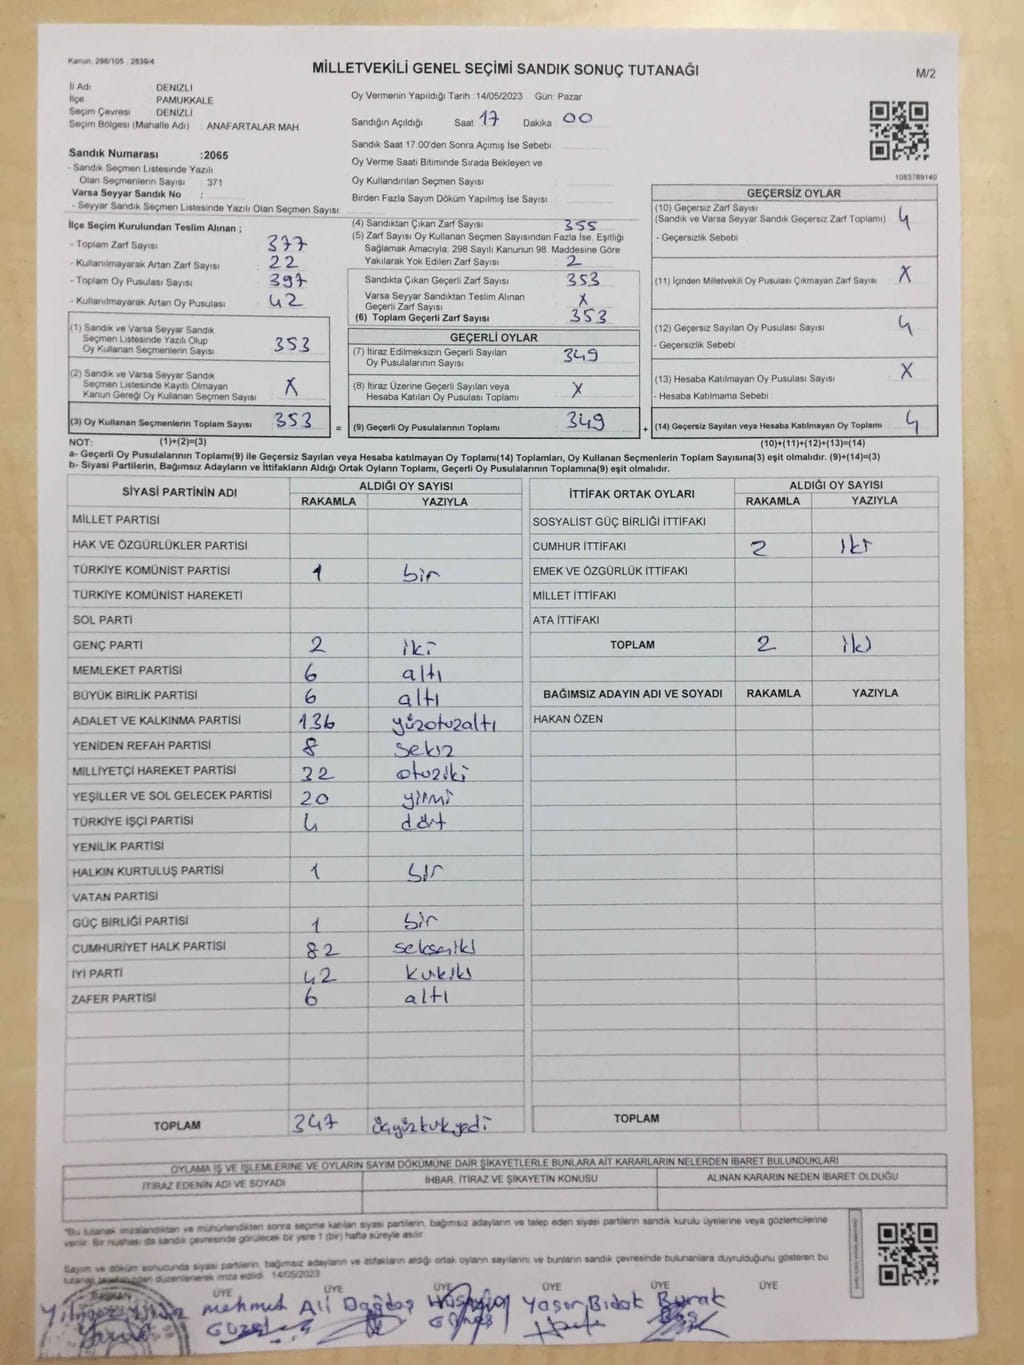 Kanun: 298/105 , 2839/4
MİLLETVEKİLİ GENEL SEÇİMİ SANDIK SONUÇ TUTANAĞI
M/2
İl Adı DENİZLİ
İlçe PAMUKKALE
Seçim Çevresi DENİZLİ
Seçim Bölgesi (Mahalle Adı) : ANAFARTALAR MAH
Oy Vermenin Yapıldığı Tarih :14/05/2023 Gün: Pazar
Sandığın Açıldığı Saat 17 Dakika 00
Sandık Saat 17:00'den Sonra Açımış İse Sebebi
Oy Verme Saati Bitiminde Sırada Bekleyen ve
Oy Kullandırılan Seçmen Sayısı
Birden Fazla Sayım Döküm Yapılmış İse Sayısı
1083789140
Sandık Numarası :2065
- Sandık Seçmen Listesinde Yazılı
Olan Seçmenlerin Sayısı : 371
Varsa Seyyar Sandık No :
- Seyyar Sandık Seçmen Listesinde Yazılı Olan Seçmen Sayısı
İlçe Seçim Kurulundan Teslim Alınan ;
- Toplam Zarf Sayısı 377
- Kullanılmayarak Artan Zarf Sayısı 22
- Toplam Oy Pusulası Sayısı 397
- Kullanılmayarak Artan Oy Pusulası 42
(1) Sandık ve Varsa Seyyar Sandık
Seçmen Listesinde Yazılı Olup
Oy Kullanan Seçmenlerin Sayısı 353
(2) Sandık ve Varsa Seyyar Sandık
Seçmen Listesinde Kayıtlı Olmayan
Kanun Gereği Oy Kullanan Seçmen Sayısı X
(3) Oy Kullanan Seçmenlerin Toplam Sayısı 353 =
(4) Sandıktan Çıkan Zarf Sayısı 355
(5) Zarf Sayısı Oy Kullanan Seçmen Sayısından Fazla İse, Eşitliği
Sağlamak Amacıyla, 298 Sayılı Kanunun 98. Maddesine Göre
Yakılarak Yok Edilen Zarf Sayısı 2
Sandıkta Çıkan Geçerli Zarf Sayısı 353
Varsa Seyyar Sandıktan Teslim Alınan
Geçerli Zarf Sayısı X
(6) Toplam Geçerli Zarf Sayısı 353
GEÇERLİ OYLAR
(7) İtiraz Edilmeksizin Geçerli Sayılan
Oy Pusulalarının Sayısı 349
(8) İtiraz Üzerine Geçerli Sayılan veya
Hesaba Katılan Oy Pusulası Toplamı X
(9) Geçerli Oy Pusulalarının Toplamı 349 +
GEÇERSİZ OYLAR
(10) Geçersiz Zarf Sayısı
(Sandık ve Varsa Seyyar Sandık Geçersiz Zarf Toplamı) 4
- Geçersizlik Sebebi
(11) İçinden Milletvekili Oy Pusulası Çıkmayan Zarf Sayısı X
(12) Geçersiz Sayılan Oy Pusulası Sayısı 4
- Geçersizlik Sebebi:
(13) Hesaba Katılmayan Oy Pusulası Sayısı X
- Hesaba Katılmama Sebebi
(14) Geçersiz Sayılan veya Hesaba Katılmayan Oy Toplamı 4
NOT: (1)+(2)=(3) (10)+(11)+(12)+(13)=(14)
a- Geçerli Oy Pusulalarının Toplamı(9) ile Geçersiz Sayılan veya Hesaba katılmayan Oy Toplamı(14) Toplamları, Oy Kullanan Seçmenlerin Toplam Sayısına(3) eşit olmalıdır. (9)+(14)=(3)
b- Siyasi Partilerin, Bağımsız Adayların ve İttifakların Aldığı Ortak Oyların Toplamı, Geçerli Oy Pusulalarının Toplamına(9) eşit olmalıdır.
SİYASİ PARTİNİN ADI ALDIĞI OY SAYISI
RAKAMLA YAZIYLA
MİLLET PARTİSİ
HAK VE ÖZGÜRLÜKLER PARTİSİ
TÜRKİYE KOMÜNİST PARTİSİ 1 bir
TÜRKİYE KOMÜNİST HAREKETİ
SOL PARTİ
GENÇ PARTİ 2 iki
MEMLEKET PARTİSİ 6 altı
BÜYÜK BİRLİK PARTİSİ 6 altı
ADALET VE KALKINMA PARTİSİ 136 yüzotuzaltı
YENİDEN REFAH PARTİSİ 8 sekiz
MİLLİYETÇİ HAREKET PARTİSİ 32 otuziki
YEŞİLLER VE SOL GELECEK PARTİSİ 20 yirmi
TÜRKİYE İŞÇİ PARTİSİ 4 dört
YENİLİK PARTİSİ
HALKIN KURTULUŞ PARTİSİ 1 bir
VATAN PARTİSİ
GÜÇ BİRLİĞİ PARTİSİ 1 bir
CUMHURİYET HALK PARTİSİ 82 sekseniki
İYİ PARTİ 42 kırkiki
ZAFER PARTİSİ 6 altı
TOPLAM 347 üçyüzkırkyedi
İTTİFAK ORTAK OYLARI ALDIĞI OY SAYISI
RAKAMLA YAZIYLA
SOSYALİST GÜÇ BİRLİĞİ İTTİFAKI
CUMHUR İTTİFAKI 2 iki
EMEK VE ÖZGÜRLÜK İTTİFAKI
MİLLET İTTİFAKI
ATA İTTİFAKI
TOPLAM 2 iki
BAĞIMSIZ ADAYIN ADI VE SOYADI RAKAMLA YAZIYLA
HAKAN ÖZEN
TOPLAM
OYLAMA İŞ VE İŞLEMLERİNE VE OYLARIN SAYIM DÖKÜMÜNE DAİR ŞİKAYETLERLE BUNLARA AİT KARARLARIN NELERDEN İBARET BULUNDUKLARI
İTİRAZ EDENİN ADI VE SOYADI İHBAR, İTİRAZ VE ŞİKAYETİN KONUSU ALINAN KARARIN NEDEN İBARET OLDUĞU
"Bu tutanak imzalandıktan ve mühürlendikten sonra seçime katılan siyasi partilerin, bağımsız adayların ve talep eden siyasi partilerin sandık kurulu üyelerine veya gözlemcilerine
verilir. Bir nüshası da sandık çevresinde görülecek bir yere 1 (bir) hafta süreyle asılır.
Sayım ve döküm sonucunda siyasi partilerin, bağımsız adayların ve ittifakların aldığı ortak oyların sayılarını ve bunların sandık çevresinde bulunanlara duyrulduğunu gösteren bu
tutanak tarafımızdan düzenlenerek imza edildi. 14/05/2023
BAŞKAN ÜYE ÜYE ÜYE ÜYE ÜYE ÜYE
Mehmet Ali Dağdaş Yaşar Bıdak Burak
Güzel Güneş